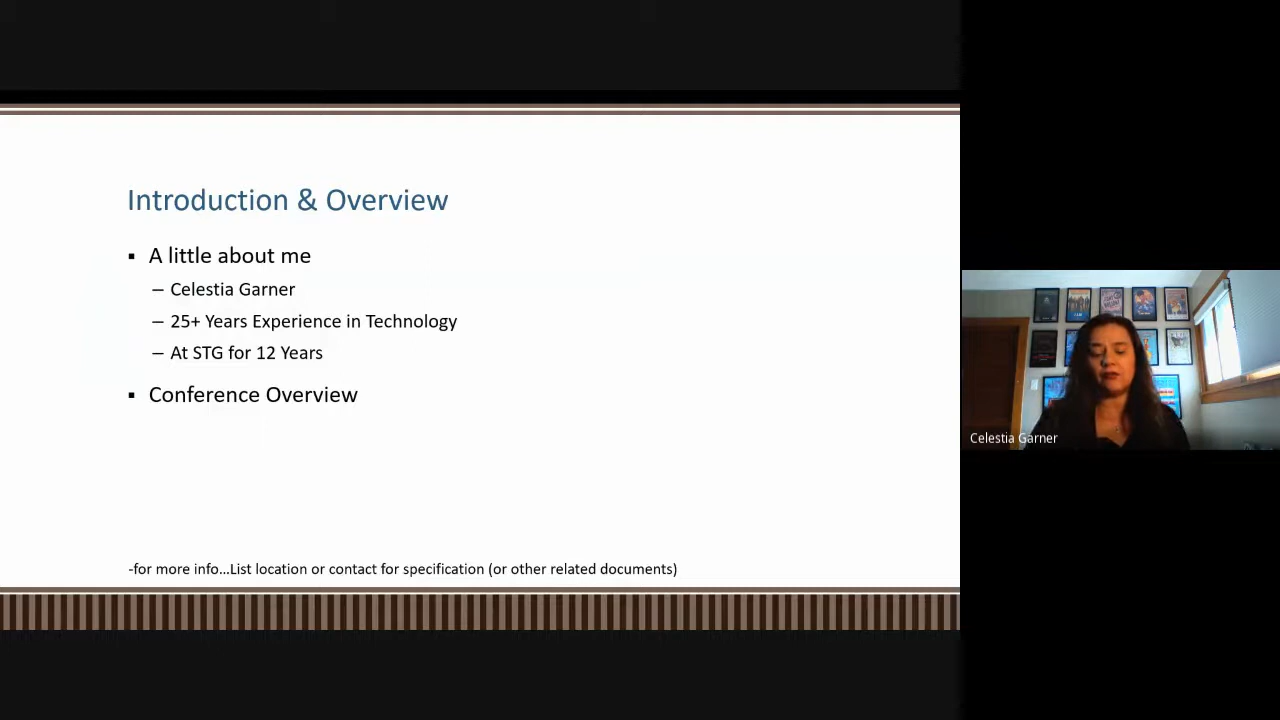 Introduction & Overview
▪ A little about me
– Celestia Garner
– 25+ Years Experience in Technology
– At STG for 12 Years
▪ Conference Overview
-for more info...List location or contact for specification (or other related documents)
Celestia Garner